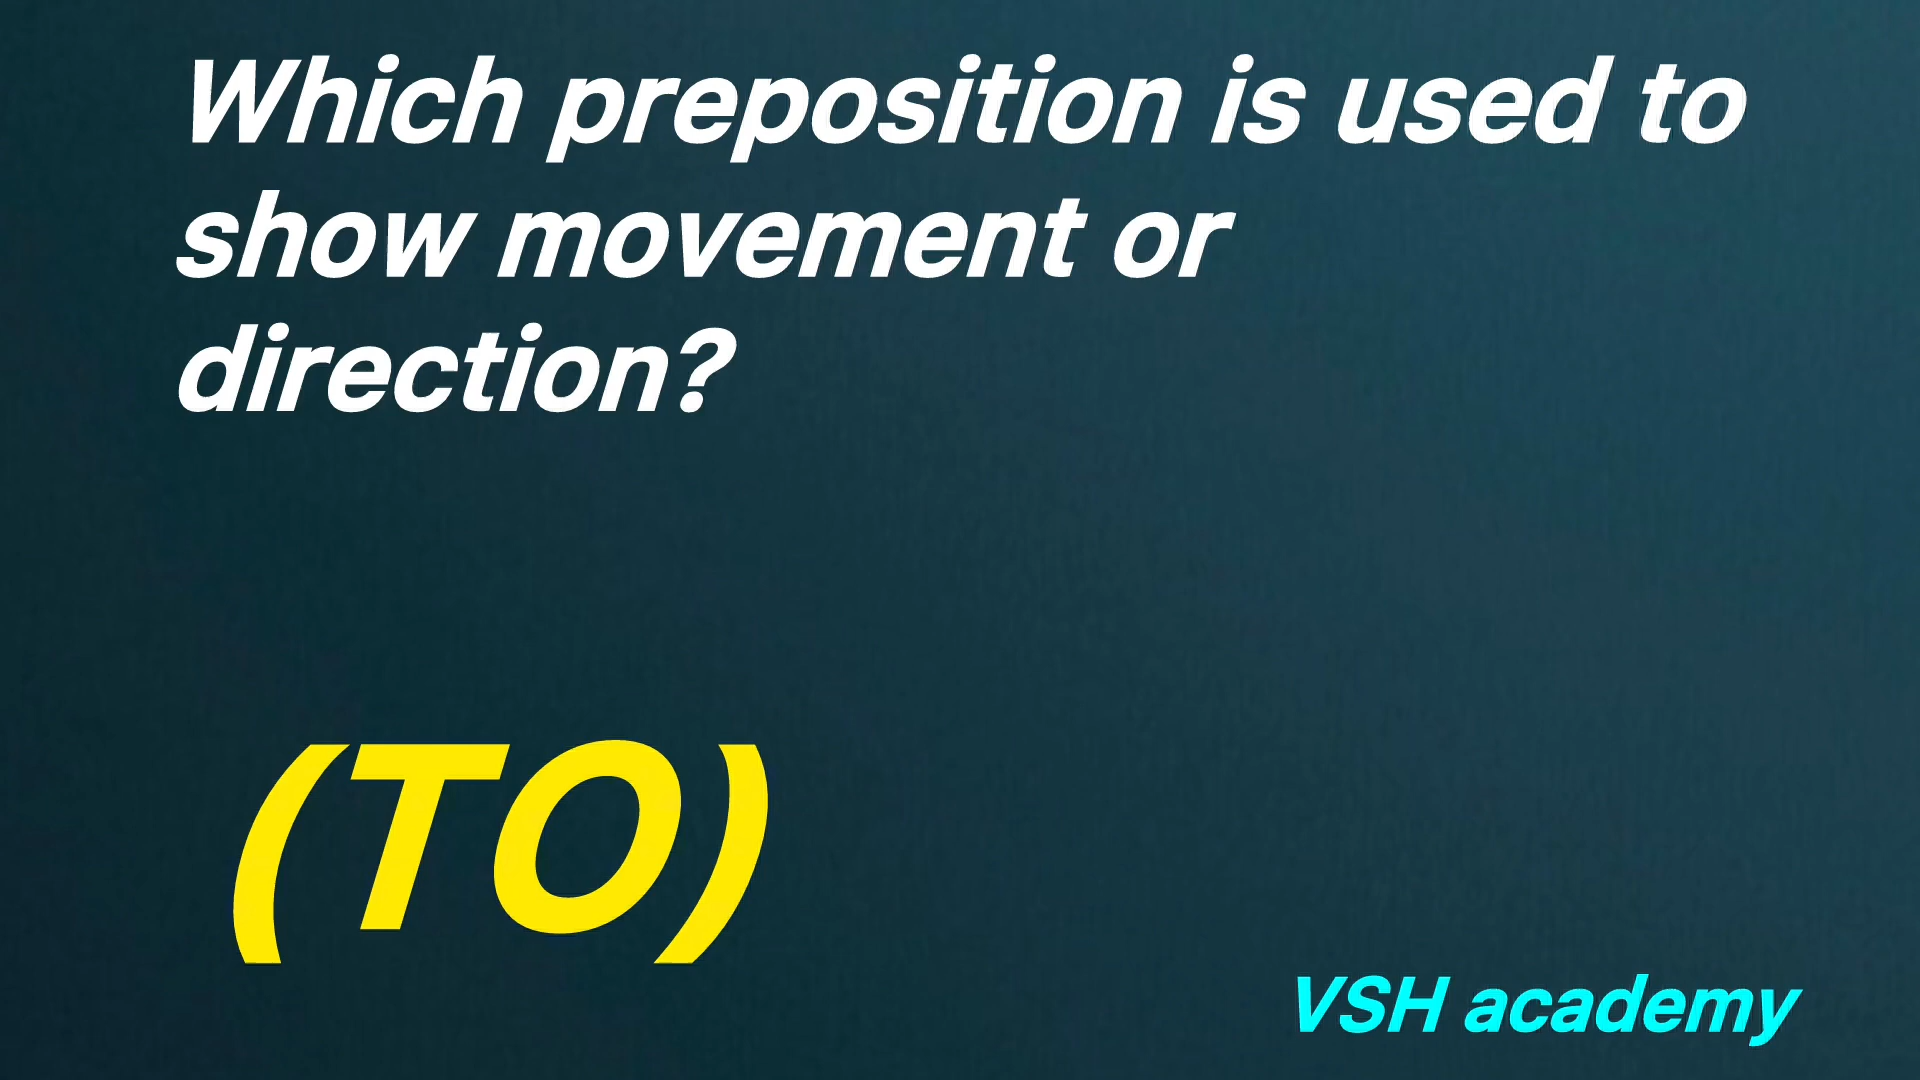 Which preposition is used to
show movement or
direction?
(TO)
VSH academy